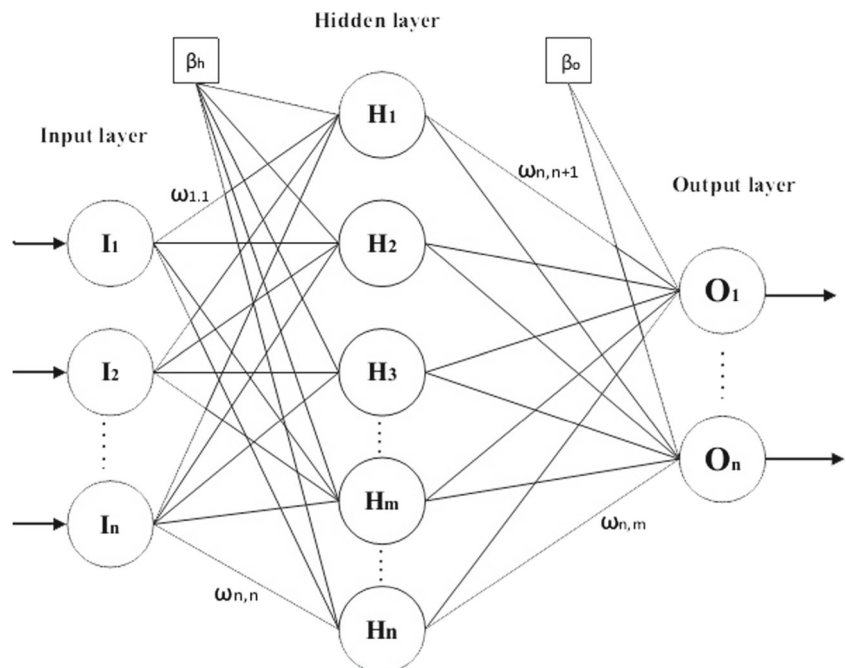 Hidden layer
βh
βo
H1
Input layer
ω1.1
ωn,n+1
Output layer
I1
H2
O1
I2
H3
On
In
Hm
ωn,m
ωn,n
Hn